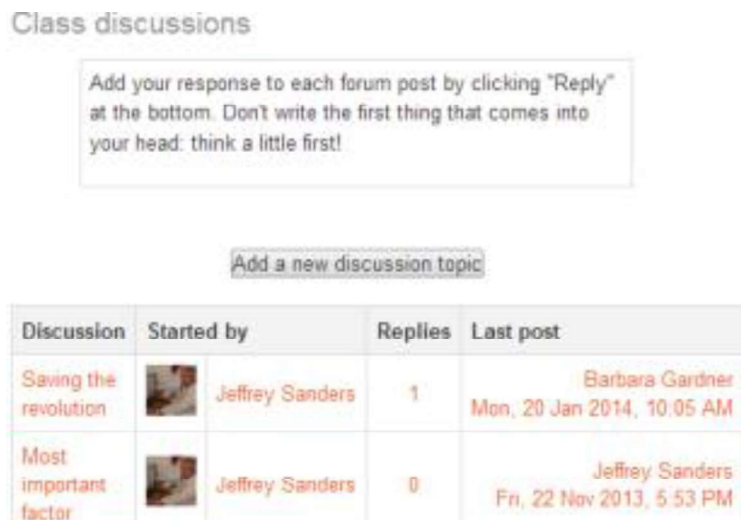 Class discussions
Add your response to each forum post by clicking "Reply"
at the bottom. Don't write the first thing that comes into
your head: think a little first!
Add a new discussion topic
Discussion Started by Replies Last post
Saving the
revolution
Jeffrey Sanders
1
Barbara Gardner
Mon, 20 Jan 2014, 10:05 AM
Most
important
factor
Jeffrey Sanders
0
Jeffrey Sanders
Fri, 22 Nov 2013, 5:53 PM